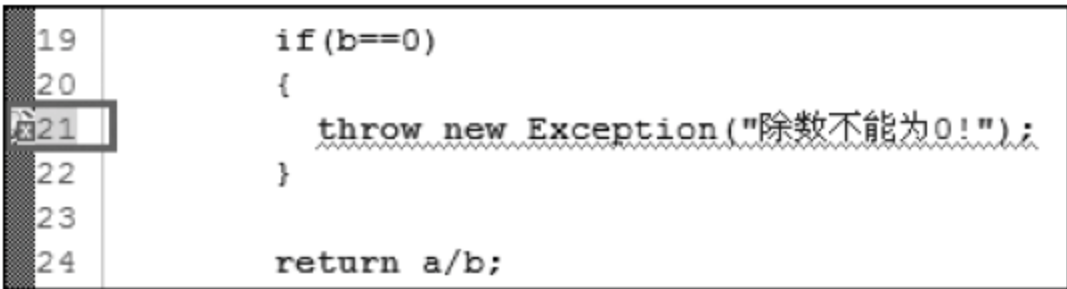 19 if(b==0)
20 {
21 throw new Exception("除数不能为0!");
22 }
23
24 return a/b;